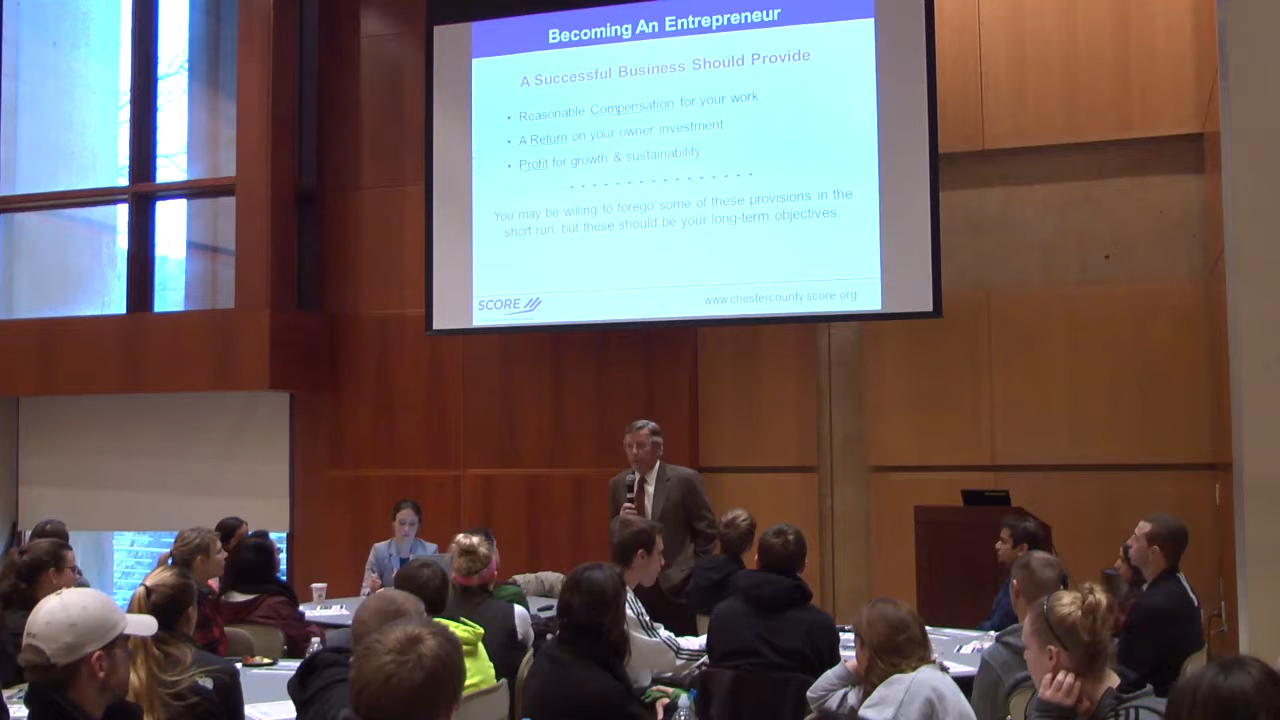 Becoming An Entrepreneur
A Successful Business Should Provide
• Reasonable Compensation for your work
• A Return on your owner investment
• Profit for growth & sustainability
- - - - - - - - - - - - - - - -
You may be willing to forego some of these provisions in the
short run, but these should be your long-term objectives.
SCORE
www.chestercounty.score.org